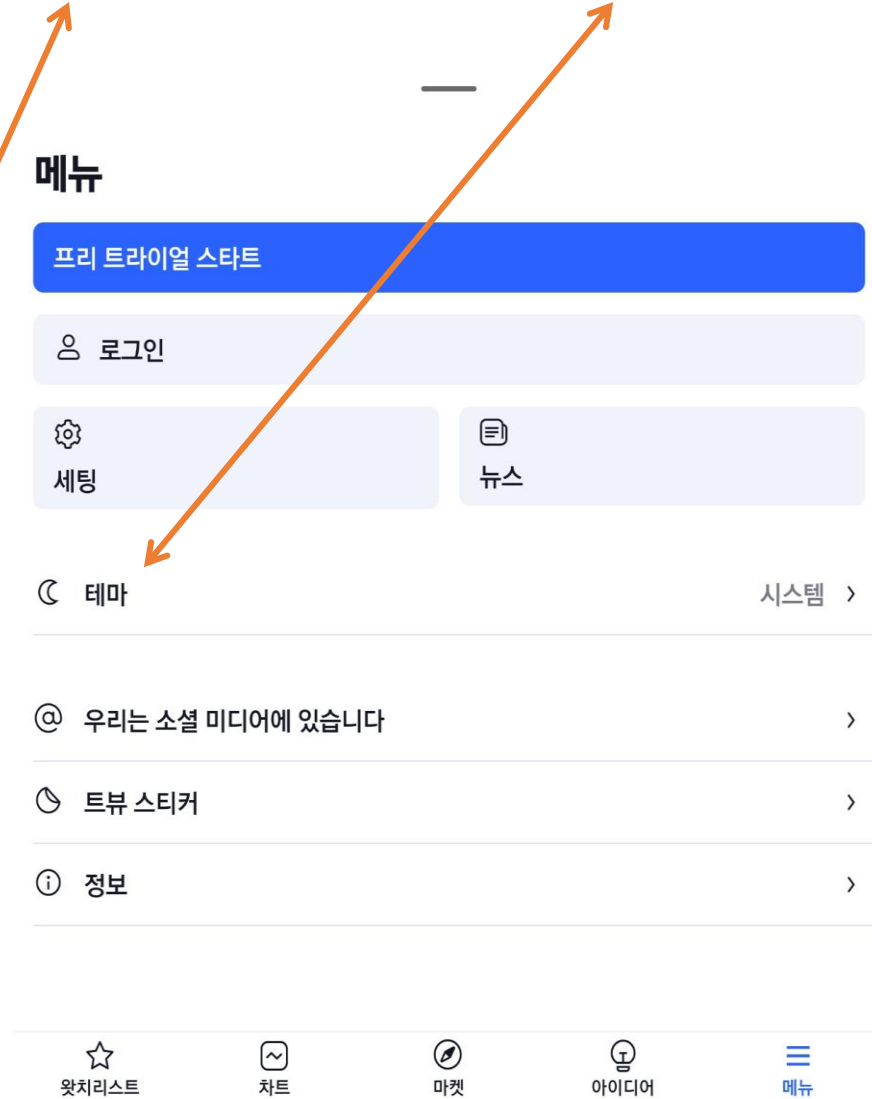 메뉴
프리 트라이얼 스타트
로그인
세팅
뉴스
테마 시스템
우리는 소셜 미디어에 있습니다
트뷰 스티커
정보
왓치리스트 차트 마켓 아이디어 메뉴